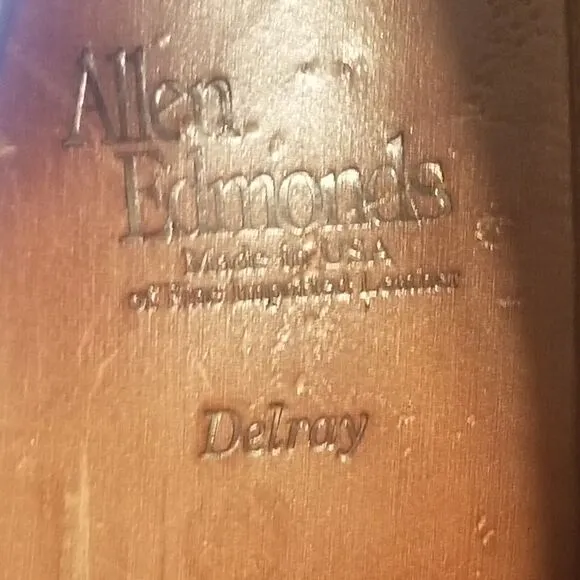 Allen
Edmonds
Made in USA
of Fine Imported Leather
Delray